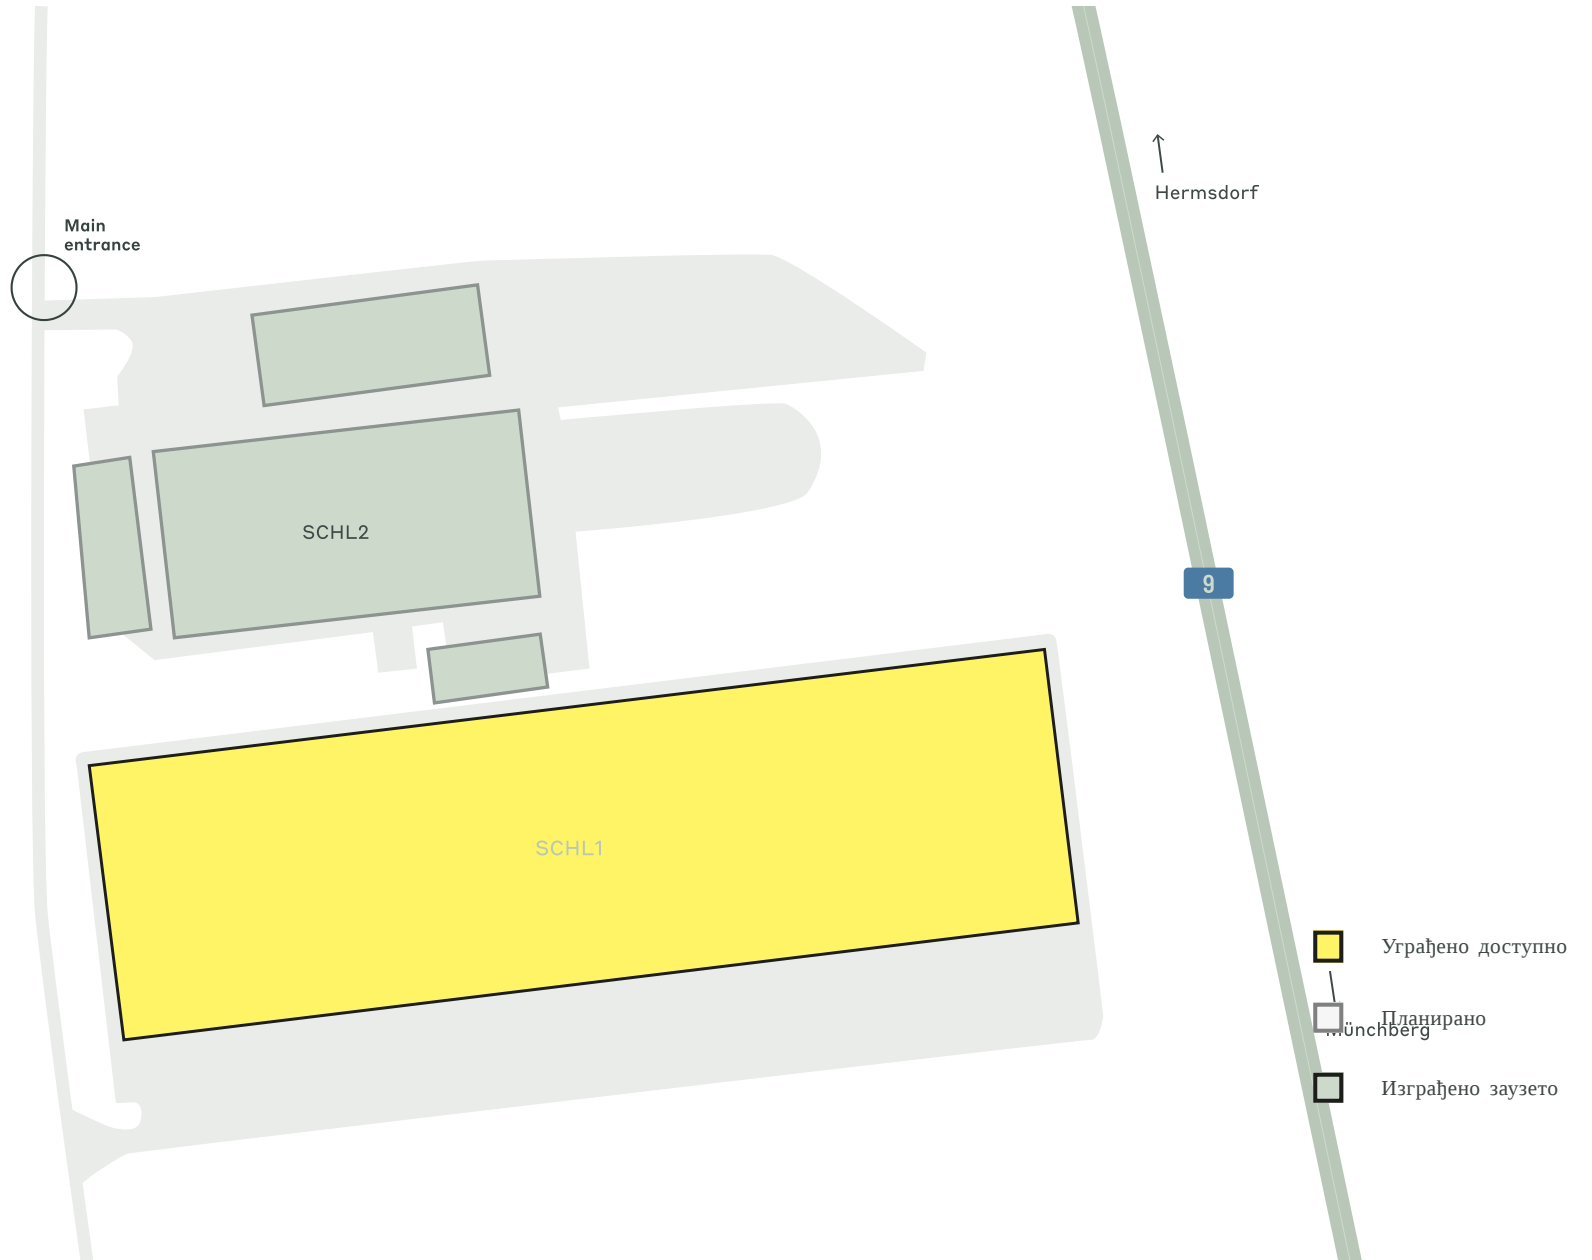 Hermsdorf
Main
entrance
SCHL2
9
SCHL1
Уграђено доступно
Планирано
Münchberg
Изграђено заузето